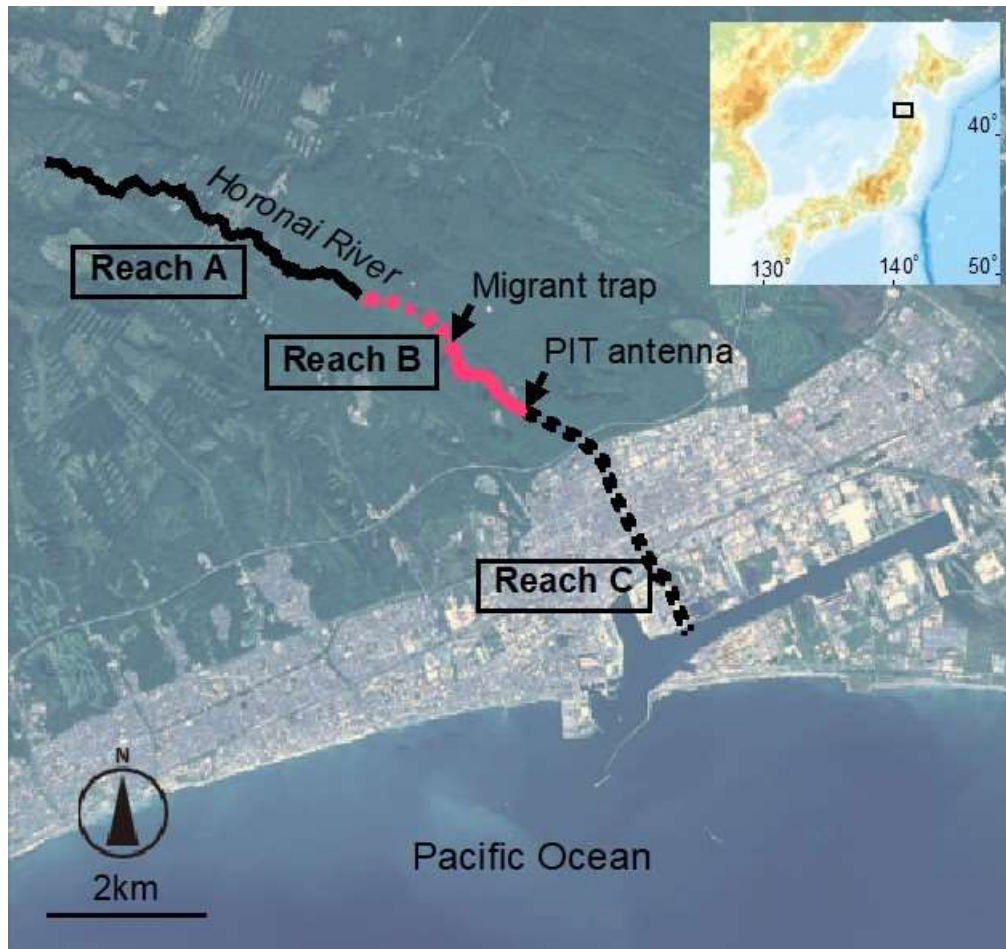 40°
130°
140°
50°
Horonai River
Reach A
Migrant trap
Reach B
PIT antenna
Reach C
N
2km
Pacific Ocean